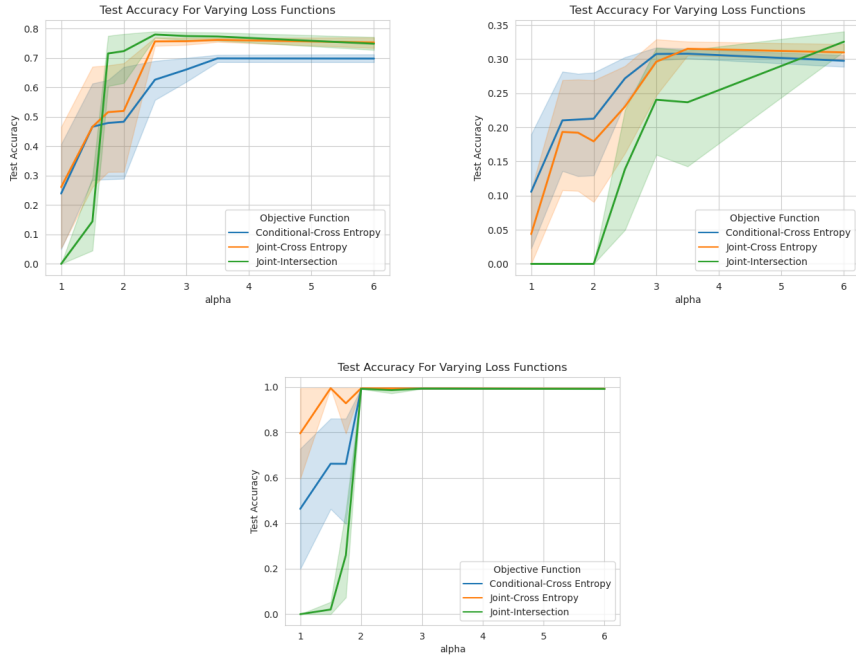 Test Accuracy For Varying Loss Functions
Test Accuracy
0.8
0.7
0.6
0.5
0.4
0.3
0.2
0.1
0.0
Objective Function
Conditional-Cross Entropy
Joint-Cross Entropy
Joint-Intersection
1 2 3 4 5 6
alpha
Test Accuracy For Varying Loss Functions
Test Accuracy
0.35
0.30
0.25
0.20
0.15
0.10
0.05
0.00
Objective Function
Conditional-Cross Entropy
Joint-Cross Entropy
Joint-Intersection
1 2 3 4 5 6
alpha
Test Accuracy For Varying Loss Functions
Test Accuracy
1.0
0.8
0.6
0.4
0.2
0.0
Objective Function
Conditional-Cross Entropy
Joint-Cross Entropy
Joint-Intersection
1 2 3 4 5 6
alpha